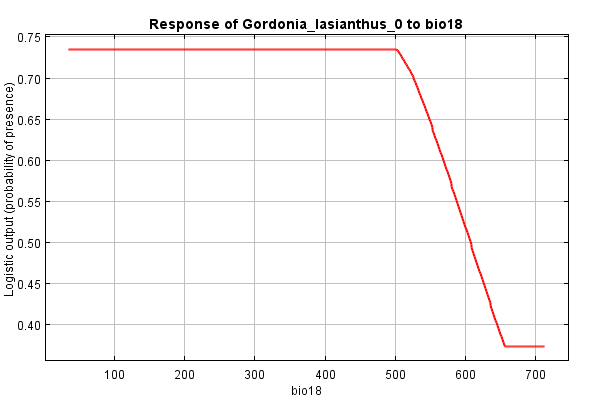 Response of Gordonia_lasianthus_0 to bio18
Logistic output (probability of presence)
0.75
0.70
0.65
0.60
0.55
0.50
0.45
0.40
100 200 300 400 500 600 700
bio18